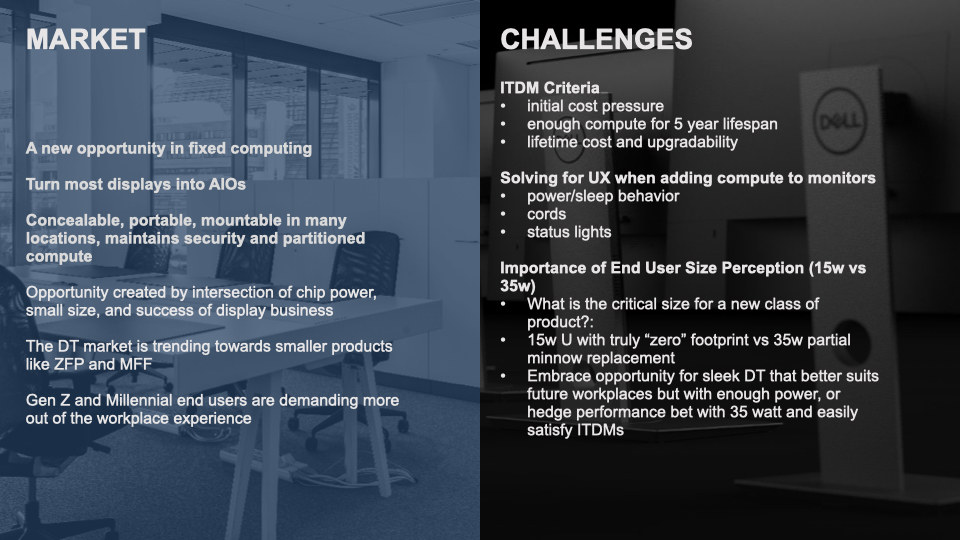 MARKET
A new opportunity in fixed computing
Turn most displays into AIOs
Concealable, portable, mountable in many
locations, maintains security and partitioned
compute
Opportunity created by intersection of chip power,
small size, and success of display business
The DT market is trending towards smaller products
like ZFP and MFF
Gen Z and Millennial end users are demanding more
out of the workplace experience
CHALLENGES
ITDM Criteria
• initial cost pressure
• enough compute for 5 year lifespan
• lifetime cost and upgradability
Solving for UX when adding compute to monitors
• power/sleep behavior
• cords
• status lights
Importance of End User Size Perception (15w vs
35w)
• What is the critical size for a new class of
product?:
• 15w U with truly “zero” footprint vs 35w partial
minnow replacement
• Embrace opportunity for sleek DT that better suits
future workplaces but with enough power, or
hedge performance bet with 35 watt and easily
satisfy ITDMs
DELL